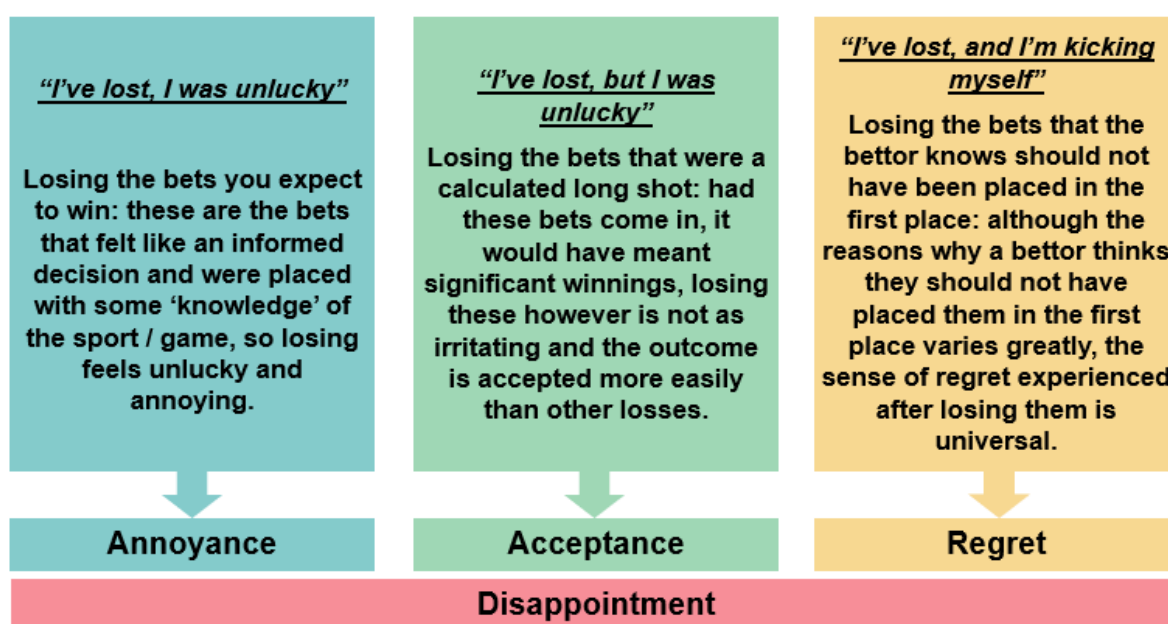 “I’ve lost, I was unlucky”
Losing the bets you expect
to win: these are the bets
that felt like an informed
decision and were placed
with some ‘knowledge’ of
the sport / game, so losing
feels unlucky and
annoying.
Annoyance
“I’ve lost, but I was
unlucky”
Losing the bets that were a
calculated long shot: had
these bets come in, it
would have meant
significant winnings, losing
these however is not as
irritating and the outcome
is accepted more easily
than other losses.
Acceptance
“I’ve lost, and I’m kicking
myself”
Losing the bets that the
bettor knows should not
have been placed in the
first place: although the
reasons why a bettor thinks
they should not have
placed them in the first
place varies greatly, the
sense of regret experienced
after losing them is
universal.
Regret
Disappointment